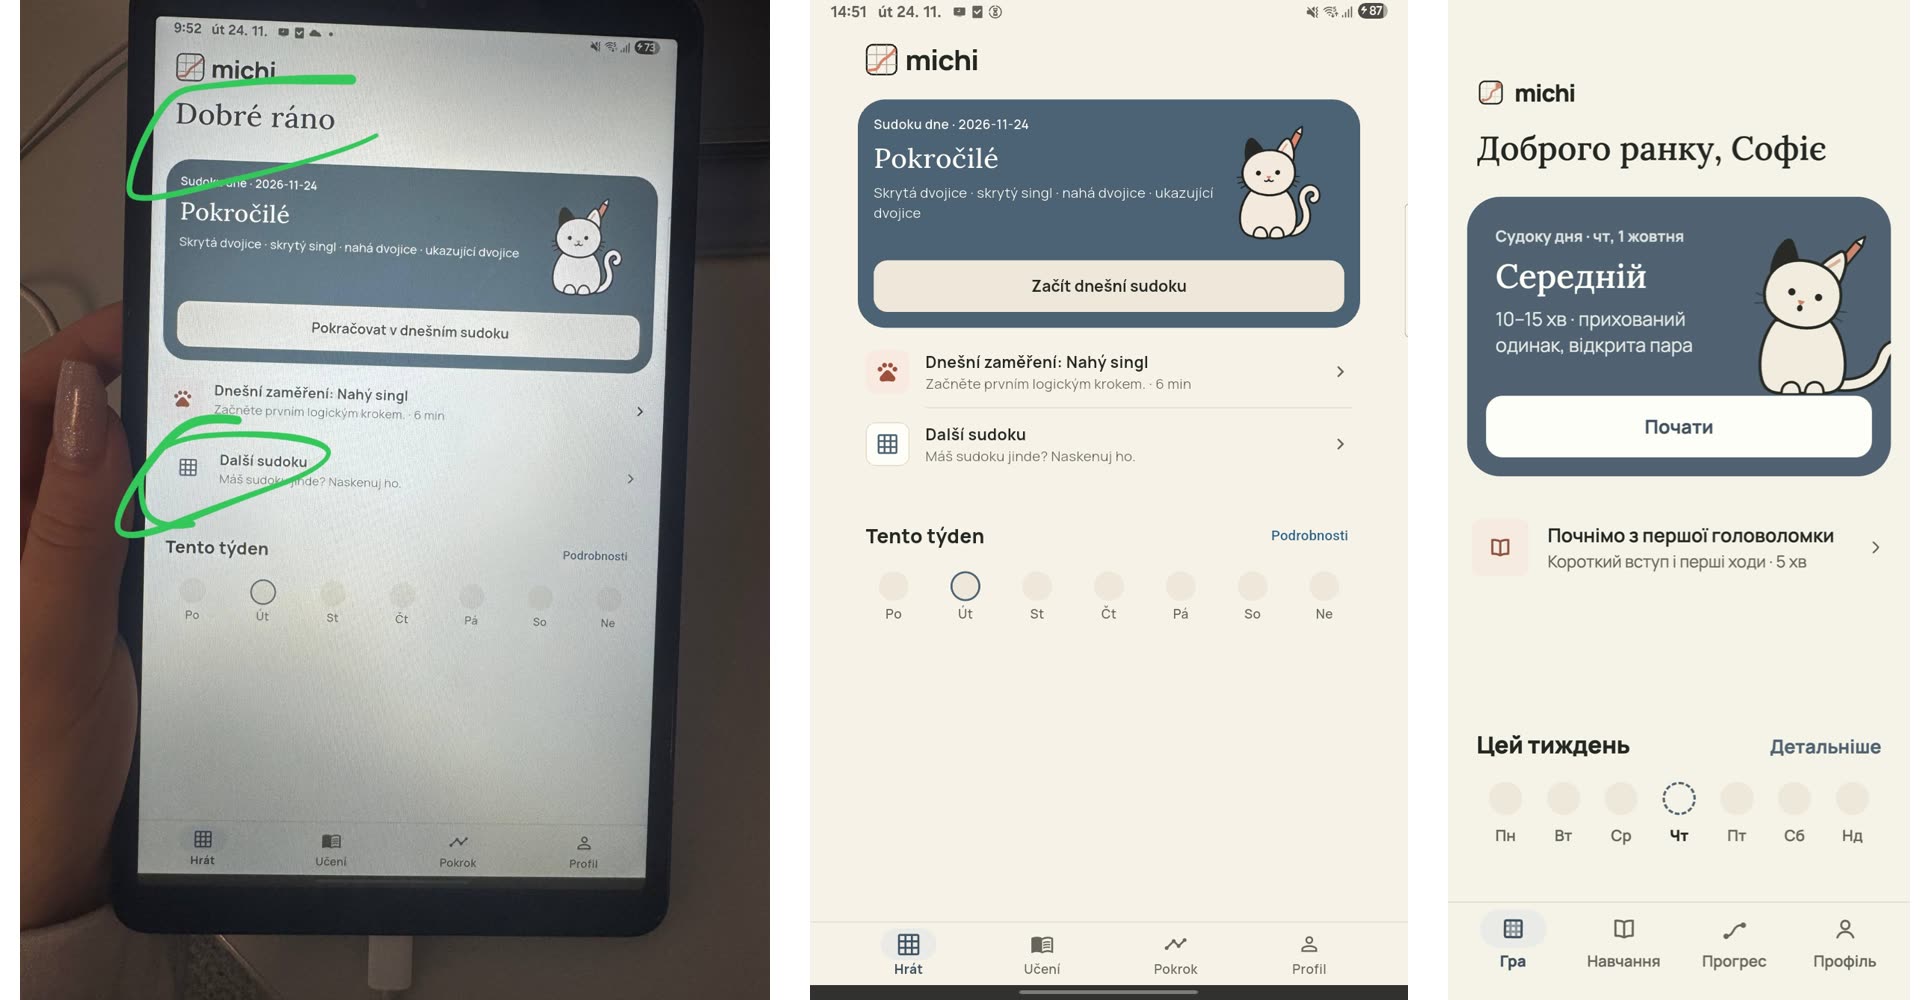 9:52 út 24. 11.
73
michi
Dobré ráno
Sudoku dne · 2026-11-24
Pokročilé
Skrytá dvojice · skrytý singl · nahá dvojice · ukazující dvojice
Pokračovat v dnešním sudoku
Dnešní zaměření: Nahý singl
Začněte prvním logickým krokem. · 6 min
Další sudoku
Máš sudoku jinde? Naskenuj ho.
Tento týden
Podrobnosti
Po Út St Čt Pá So Ne
Hrát Učení Pokrok Profil
14:51 út 24. 11.
87
michi
Sudoku dne · 2026-11-24
Pokročilé
Skrytá dvojice · skrytý singl · nahá dvojice · ukazující
dvojice
Začít dnešní sudoku
Dnešní zaměření: Nahý singl
Začněte prvním logickým krokem. · 6 min
Další sudoku
Máš sudoku jinde? Naskenuj ho.
Tento týden
Podrobnosti
Po Út St Čt Pá So Ne
Hrát Učení Pokrok Profil
michi
Доброго ранку, Софіє
Судоку дня · чт, 1 жовтня
Середній
10–15 хв · прихований
одинак, відкрита пара
Почати
Почнімо з першої головоломки
Короткий вступ і перші ходи · 5 хв
Цей тиждень
Детальніше
Пн Вт Ср Чт Пт Сб Нд
Гра Навчання Прогрес Профіль